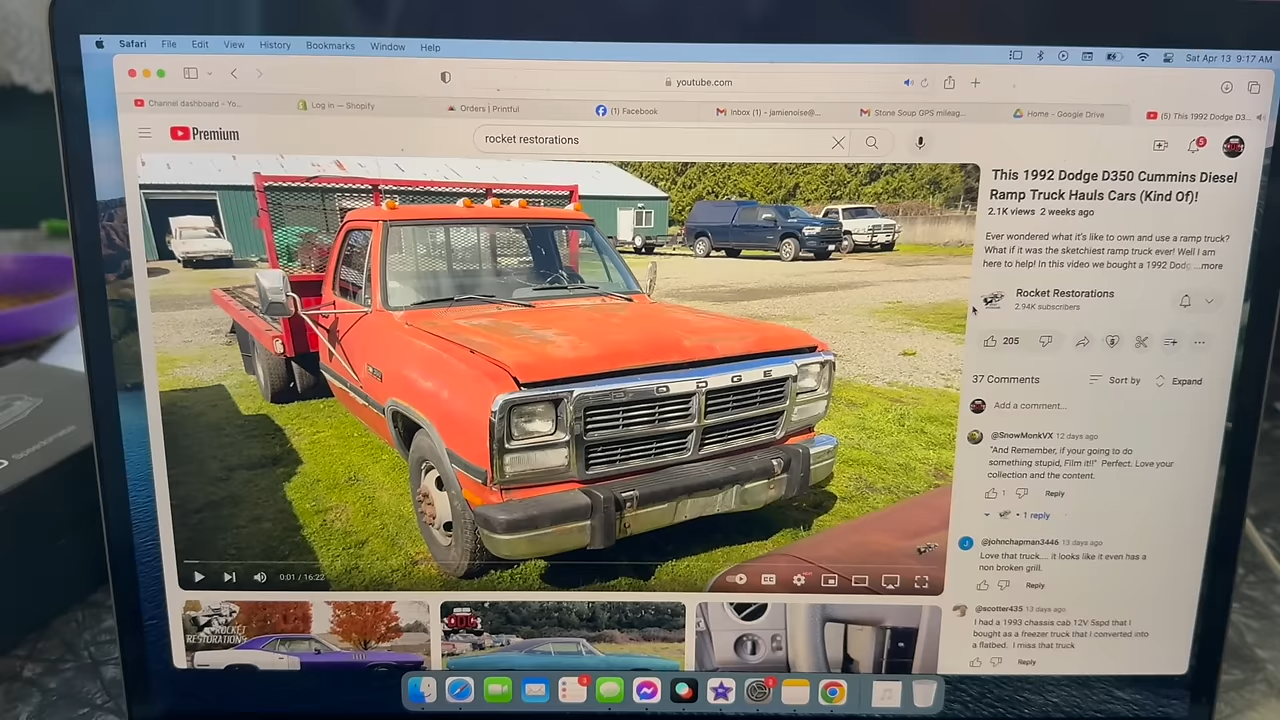 Safari File Edit View History Bookmarks Window Help
Sat Apr 13 9:17 AM
youtube.com
Channel dashboard - Yo...
Log in — Shopify
Orders | Printful
(1) Facebook
Inbox (1) - jamienoise@...
Stone Soup GPS mileag...
Home - Google Drive
(5) This 1992 Dodge D3...
Premium
rocket restorations
5
This 1992 Dodge D350 Cummins Diesel
Ramp Truck Hauls Cars (Kind Of)!
2.1K views 2 weeks ago
Ever wondered what it's like to own and use a ramp truck?
What if it was the sketchiest ramp truck ever! Well I am
here to help! In this video we bought a 1992 Dodg ...more
Rocket Restorations
2.94K subscribers
205
37 Comments
Sort by
Expand
Add a comment...
@SnowMonkVX 12 days ago
"And Remember, if your going to do
something stupid, Film it!!" Perfect. Love your
collection and the content.
1
Reply
1 reply
@johnchapman3446 13 days ago
Love that truck.... it looks like it even has a
non broken grill.
Reply
@scotter435 13 days ago
I had a 1993 chassis cab 12V 5spd that I
bought as a freezer truck that I converted into
a flatbed. I miss that truck
Reply
DODGE
0:01 / 16:22
CC
ROCKET
RESTORATIONS
3
2